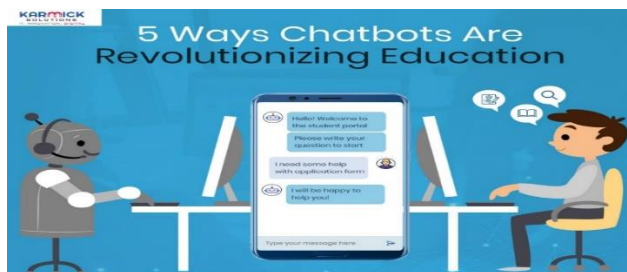 KARMICK
SOLUTIONS
5 Ways Chatbots Are
Revolutionizing Education
Hello! Welcome to
the student portal
Please write your
question to start
I need some help
with application form
I will be happy to
help you!
Type your message here